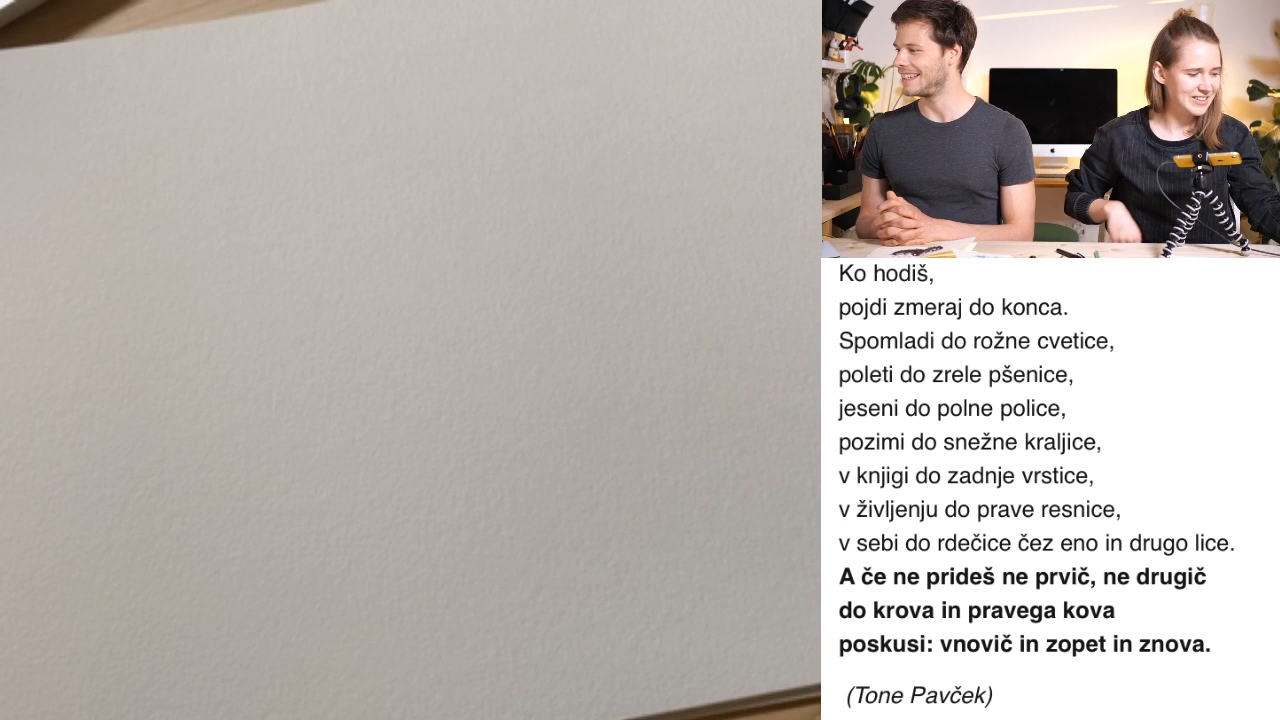 Ko hodiš,
pojdi zmeraj do konca.
Spomladi do rožne cvetice,
poleti do zrele pšenice,
jeseni do polne police,
pozimi do snežne kraljice,
v knjigi do zadnje vrstice,
v življenju do prave resnice,
v sebi do rdečice čez eno in drugo lice.
A če ne prideš ne prvič, ne drugič
do krova in pravega kova
poskusi: vnovič in zopet in znova.
(Tone Pavček)